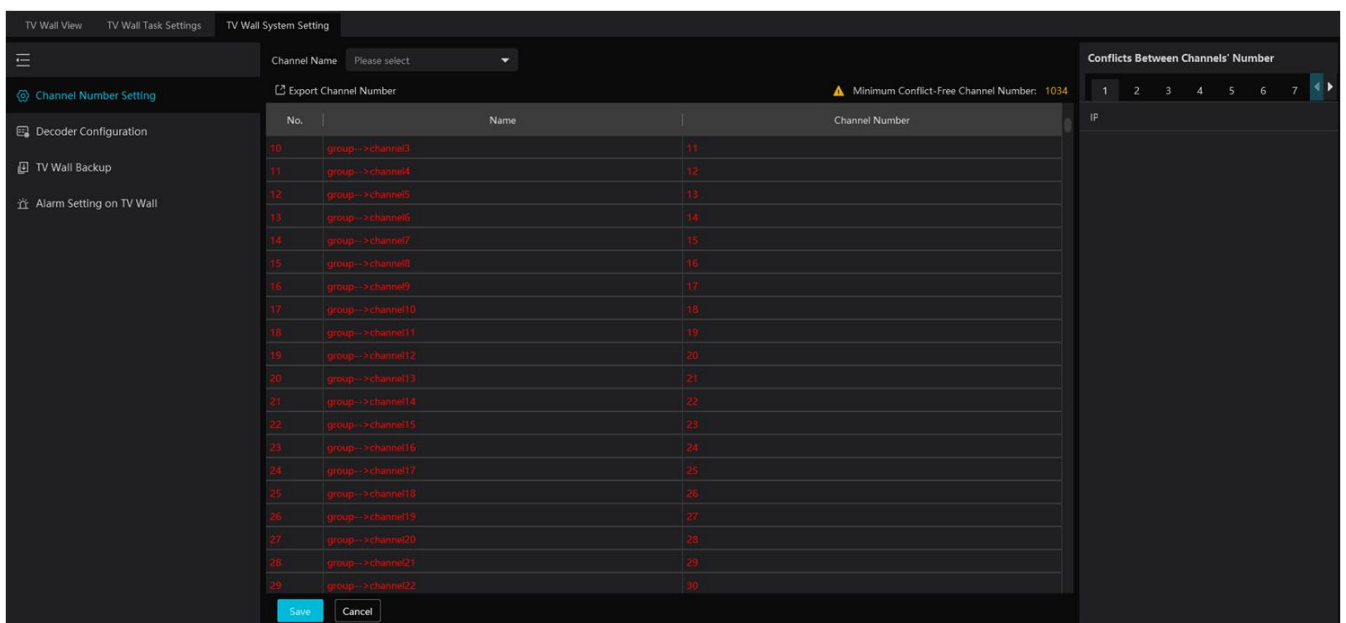 TV Wall View TV Wall Task Settings TV Wall System Setting
Channel Number Setting
Decoder Configuration
TV Wall Backup
Alarm Setting on TV Wall
Channel Name Please select
Export Channel Number Minimum Conflict-Free Channel Number: 1034
No. Name Channel Number
10 group-->channel3 11
11 group-->channel4 12
12 group-->channel5 13
13 group-->channel6 14
14 group-->channel7 15
15 group-->channel8 16
16 group-->channel9 17
17 group-->channel10 18
18 group-->channel11 19
19 group-->channel12 20
20 group-->channel13 21
21 group-->channel14 22
22 group-->channel15 23
23 group-->channel16 24
24 group-->channel17 25
25 group-->channel18 26
26 group-->channel19 27
27 group-->channel20 28
28 group-->channel21 29
29 group-->channel22 30
Save Cancel
Conflicts Between Channels' Number
1 2 3 4 5 6 7
IP